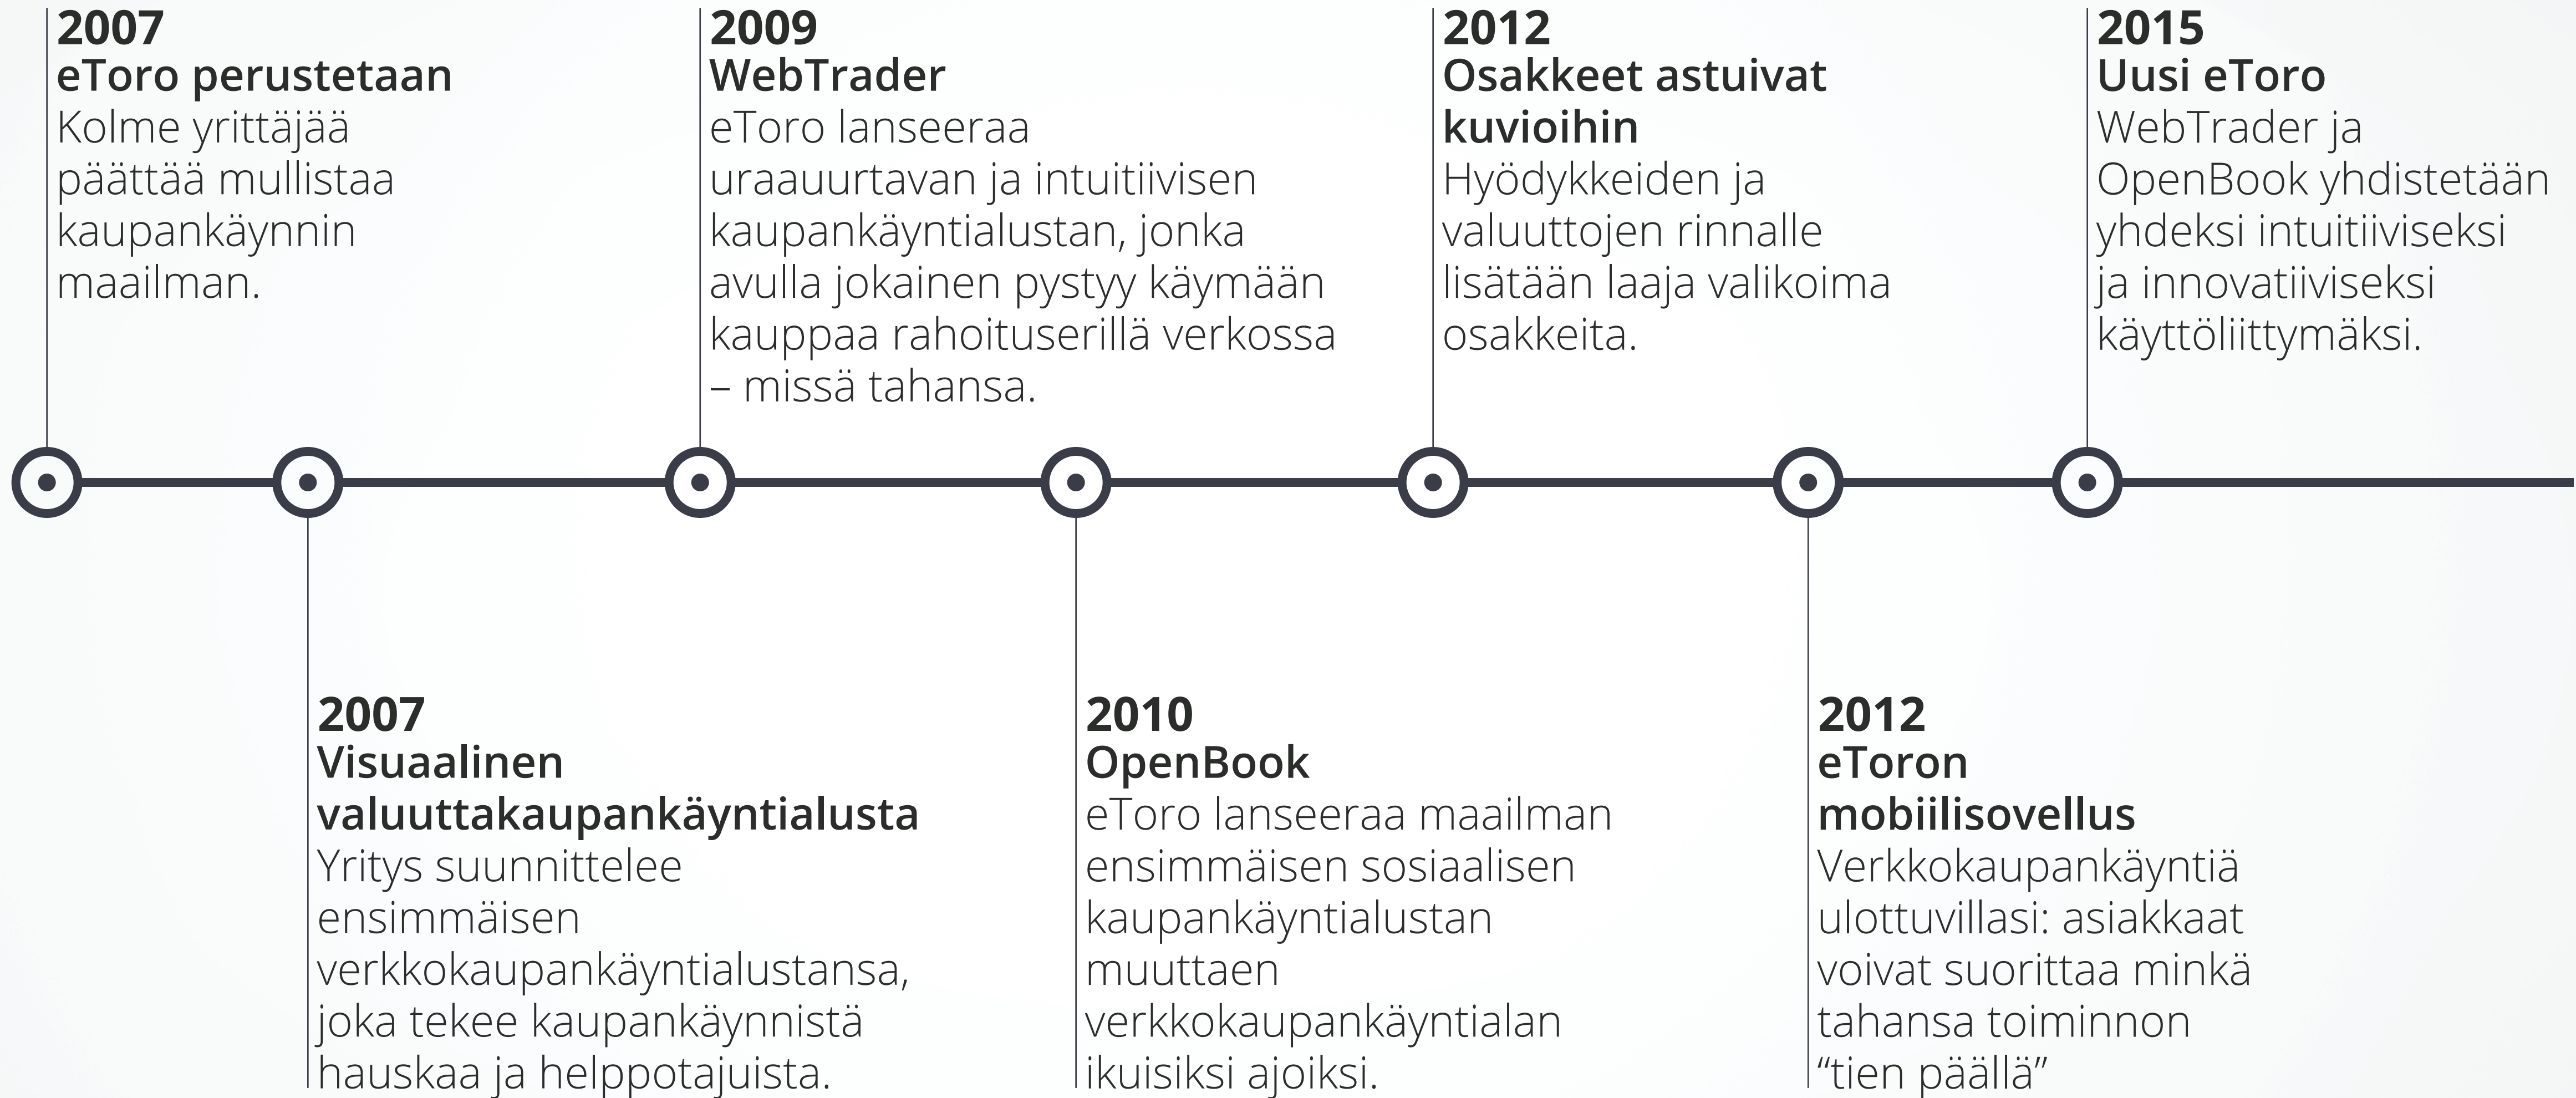 2007
eToro perustetaan
Kolme yrittäjää
päättää mullistaa
kaupankäynnin
maailman.
2009
WebTrader
eToro lanseeraa
uraauurtavan ja intuitiivisen
kaupankäyntialustan, jonka
avulla jokainen pystyy käymään
kauppaa rahoituserillä verkossa
– missä tahansa.
2012
Osakkeet astuivat
kuvioihin
Hyödykkeiden ja
valuuttojen rinnalle
lisätään laaja valikoima
osakkeita.
2015
Uusi eToro
WebTrader ja
OpenBook yhdistetään
yhdeksi intuitiiviseksi
ja innovatiiviseksi
käyttöliittymäksi.
2007
Visuaalinen
valuuttakaupankäyntialusta
Yritys suunnittelee
ensimmäisen
verkkokaupankäyntialustansa,
joka tekee kaupankäynnistä
hauskaa ja helppotajuista.
2010
OpenBook
eToro lanseeraa maailman
ensimmäisen sosiaalisen
kaupankäyntialustan
muuttaen
verkkokaupankäyntialan
ikuisiksi ajoiksi.
2012
eToron
mobiilisovellus
Verkkokaupankäyntiä
ulottuvillasi: asiakkaat
voivat suorittaa minkä
tahansa toiminnon
“tien päällä”